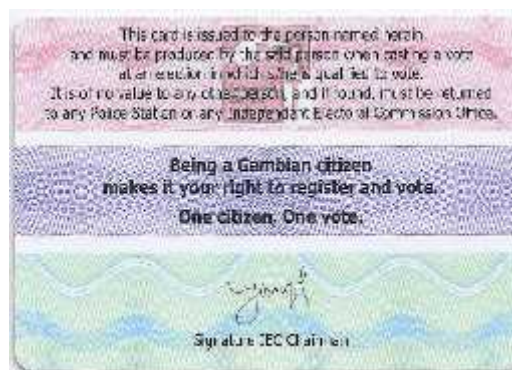 This card is issued to the person named herein
and must be produced by the said person when casting a vote
at an election in which s/he is qualified to vote.
It is of no value to any other person, and if found, must be returned
to any Police Station or any Independent Electoral Commission Office.
Being a Gambian citizen
makes it your right to register and vote.
One citizen, One vote.
Signature IEC Chairman